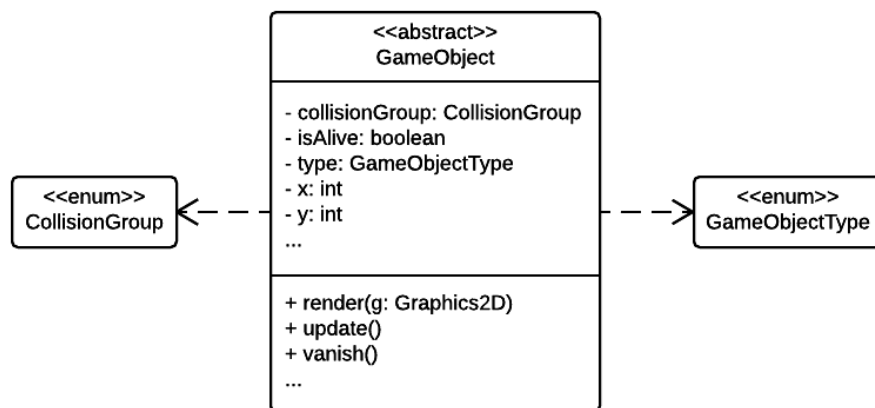 <<abstract>>
GameObject
- collisionGroup: CollisionGroup
- isAlive: boolean
- type: GameObjectType
- x: int
- y: int
...
+ render(g: Graphics2D)
+ update()
+ vanish()
...
<<enum>>
CollisionGroup
<<enum>>
GameObjectType